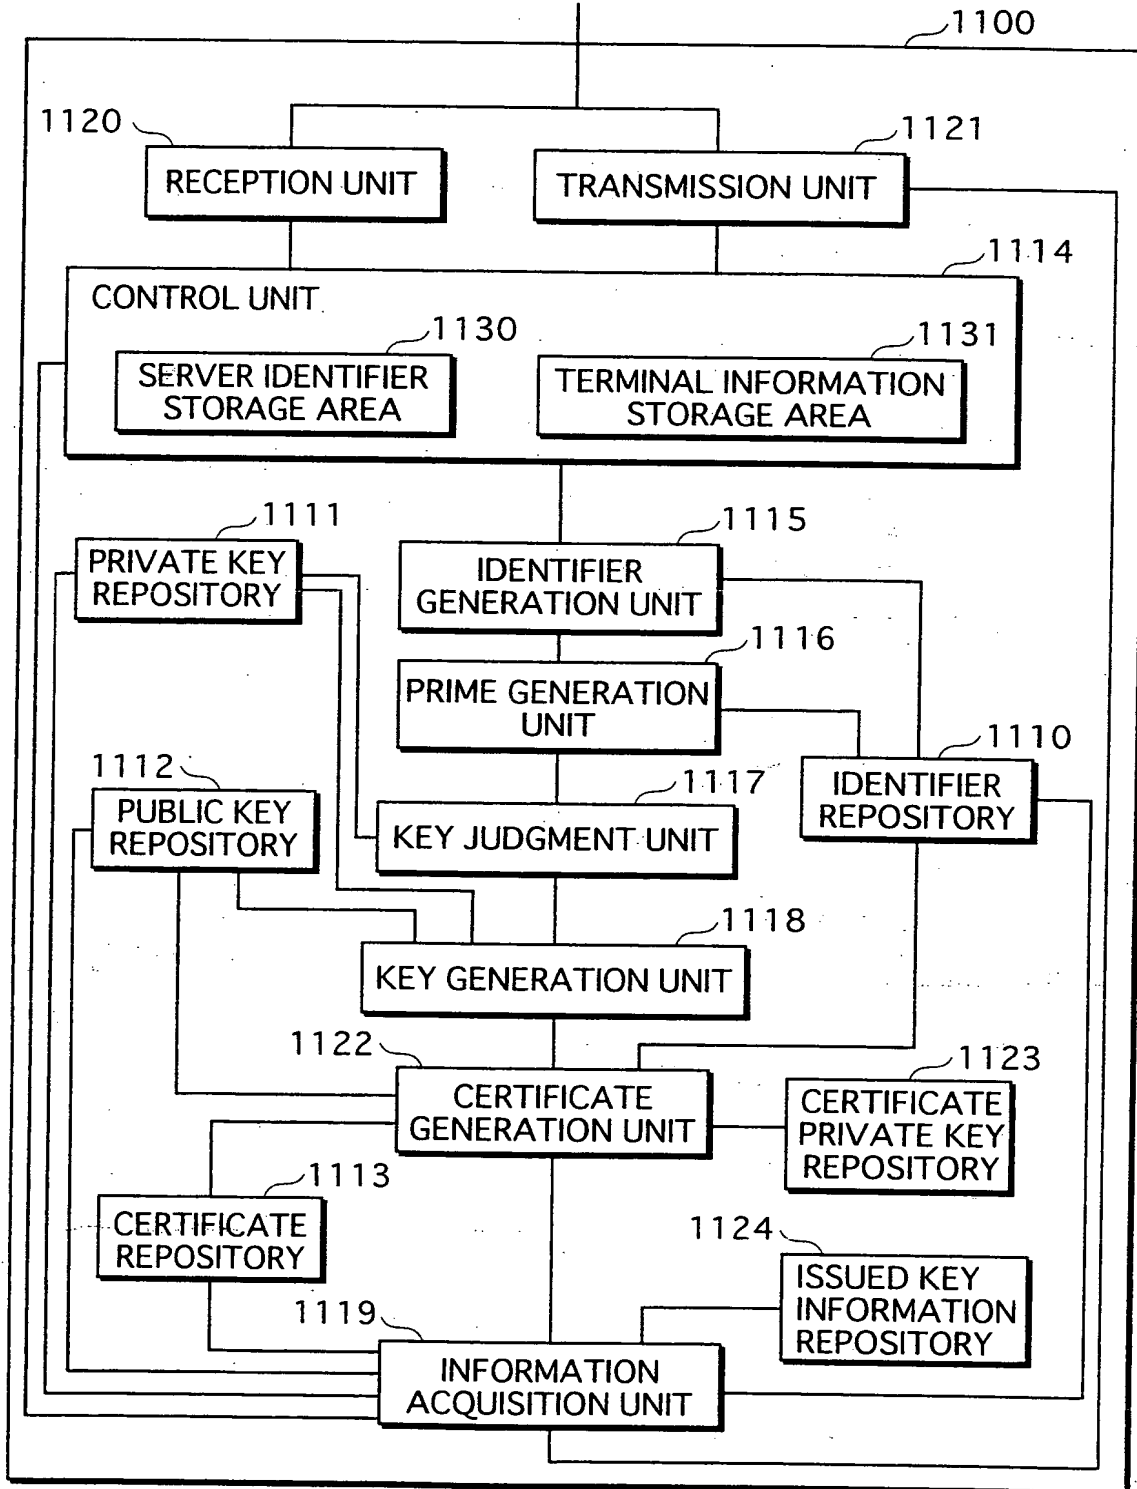 1100
1120
RECEPTION UNIT
1121
TRANSMISSION UNIT
1114
CONTROL UNIT
1130
SERVER IDENTIFIER
STORAGE AREA
1131
TERMINAL INFORMATION
STORAGE AREA
1111
PRIVATE KEY
REPOSITORY
1115
IDENTIFIER
GENERATION UNIT
1116
PRIME GENERATION
UNIT
1110
IDENTIFIER
REPOSITORY
1112
PUBLIC KEY
REPOSITORY
1117
KEY JUDGMENT UNIT
1118
KEY GENERATION UNIT
1122
CERTIFICATE
GENERATION UNIT
1123
CERTIFICATE
PRIVATE KEY
REPOSITORY
1113
CERTIFICATE
REPOSITORY
1124
ISSUED KEY
INFORMATION
REPOSITORY
1119
INFORMATION
ACQUISITION UNIT